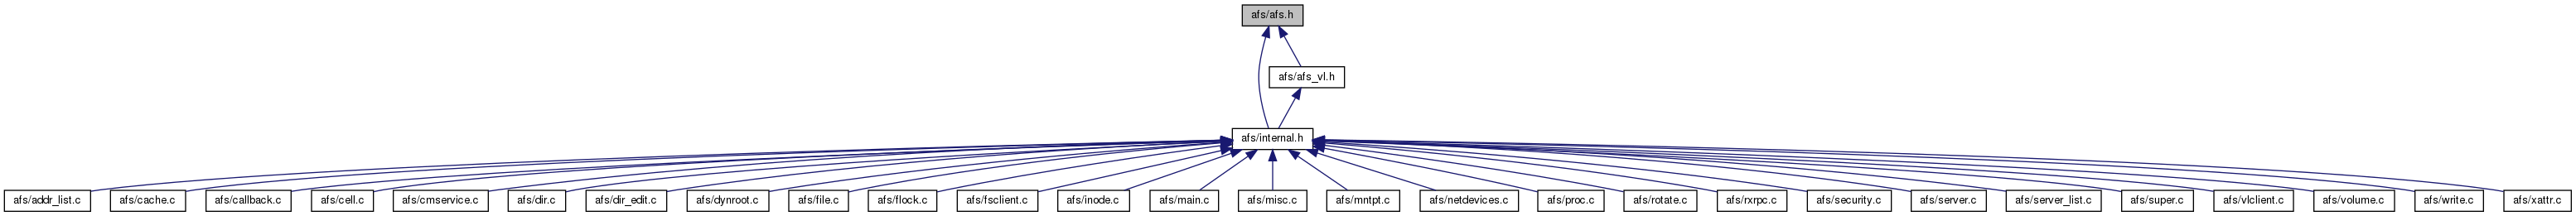 afs/afs.h
afs/afs_vl.h
afs/internal.h
afs/addr_list.c
afs/cache.c
afs/callback.c
afs/cell.c
afs/cmservice.c
afs/dir.c
afs/dir_edit.c
afs/dynroot.c
afs/file.c
afs/flock.c
afs/fsclient.c
afs/inode.c
afs/main.c
afs/misc.c
afs/mntpt.c
afs/netdevices.c
afs/proc.c
afs/rotate.c
afs/rxrpc.c
afs/security.c
afs/server.c
afs/server_list.c
afs/super.c
afs/vlclient.c
afs/volume.c
afs/write.c
afs/xattr.c